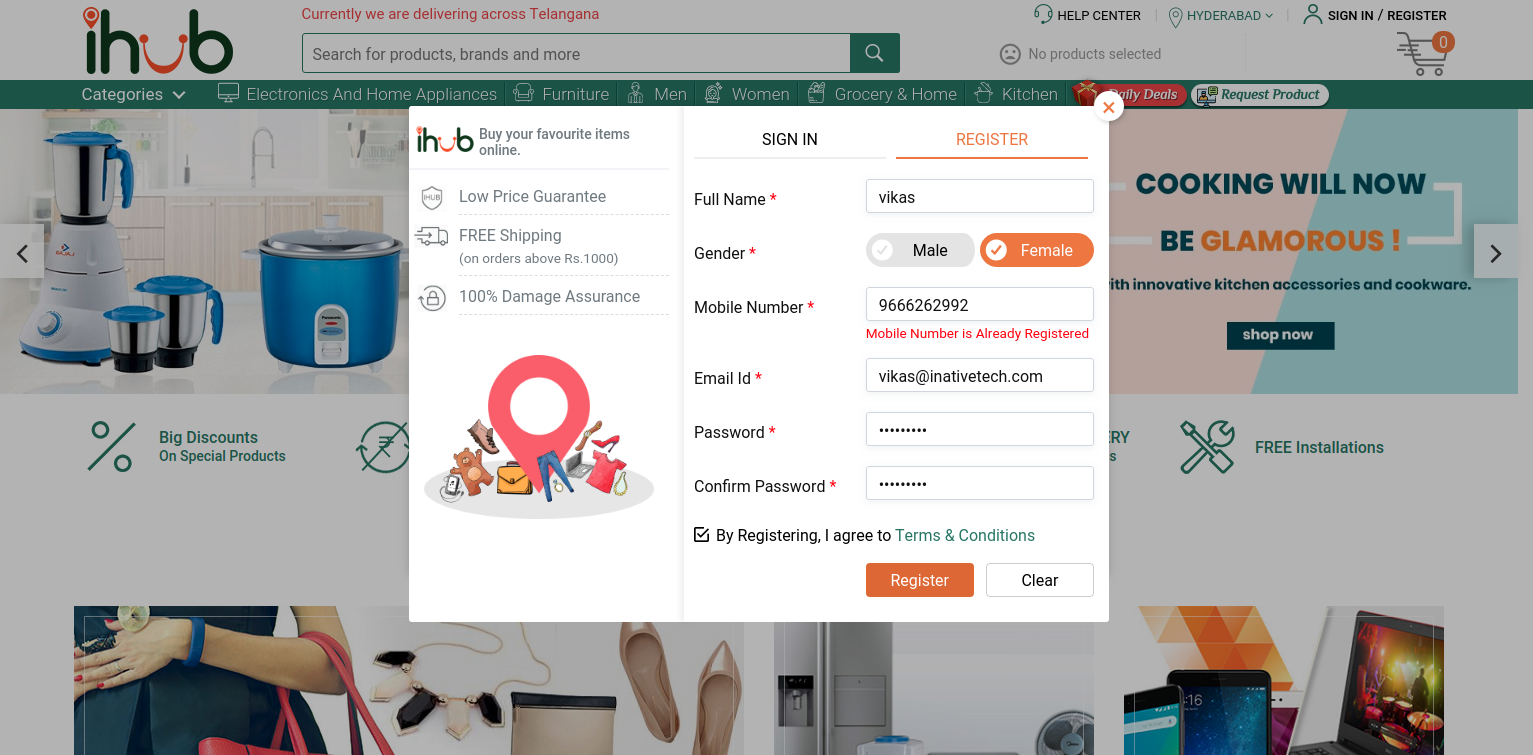 Currently we are delivering across Telangana
HELP CENTER
HYDERABAD
SIGN IN / REGISTER
ihub
Search for products, brands and more
No products selected
0
Categories
Electronics And Home Appliances
Furniture
Men
Women
Grocery & Home
Kitchen
Daily Deals
Request Product
ihub
Buy your favourite items
online.
Low Price Guarantee
IHUB
FREE Shipping
(on orders above Rs.1000)
100% Damage Assurance
SIGN IN
REGISTER
Full Name *
vikas
Gender *
Male
Female
Mobile Number *
9666262992
Mobile Number is Already Registered
Email Id *
vikas@inativetech.com
Password *
•••••••••
Confirm Password *
•••••••••
By Registering, I agree to Terms & Conditions
Register
Clear
BAJAJ
Panasonic
COOKING WILL NOW
BE GLAMOROUS !
ith innovative kitchen accessories and cookware.
shop now
Big Discounts
On Special Products
RY
s
FREE Installations
:16